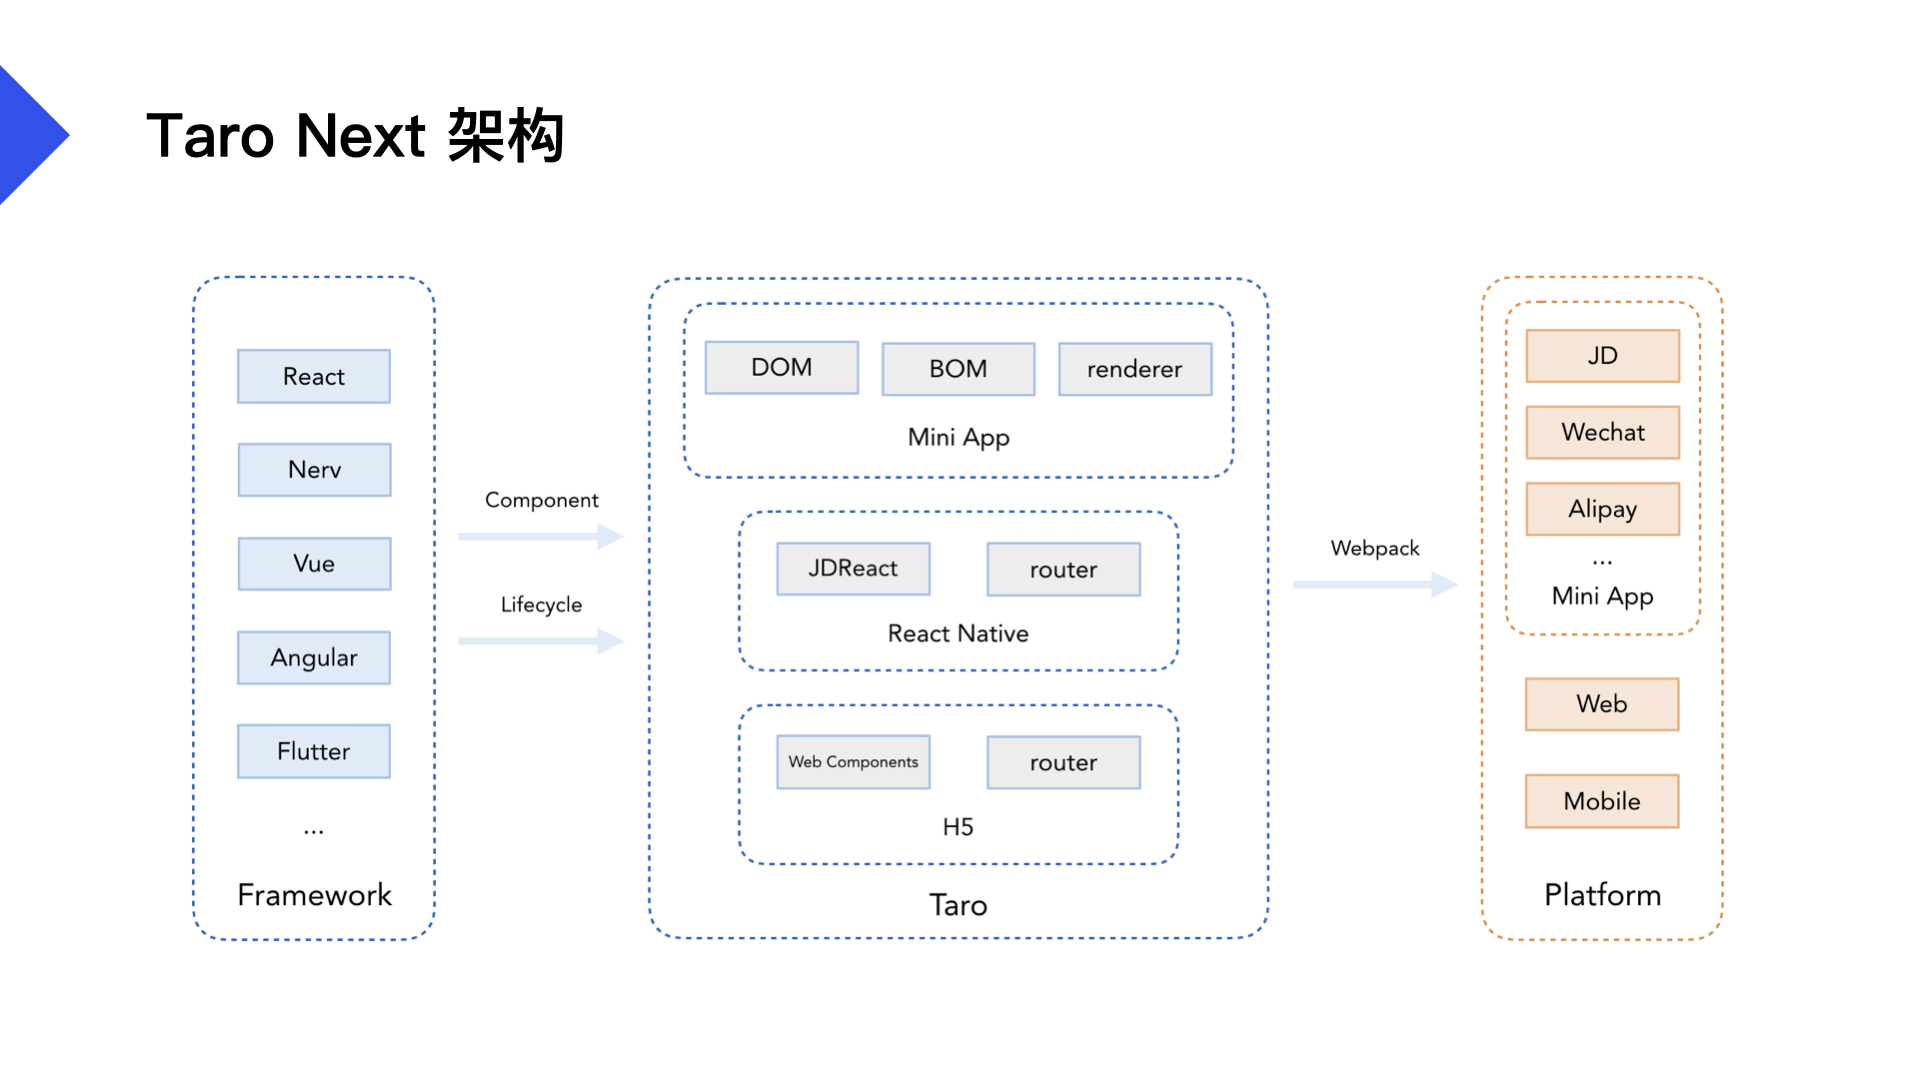 Taro Next 架构
React
Nerv
Vue
Angular
Flutter
...
Framework
Component
Lifecycle
DOM
BOM
renderer
Mini App
JDReact
router
React Native
Web Components
router
H5
Taro
Webpack
JD
Wechat
Alipay
...
Mini App
Web
Mobile
Platform